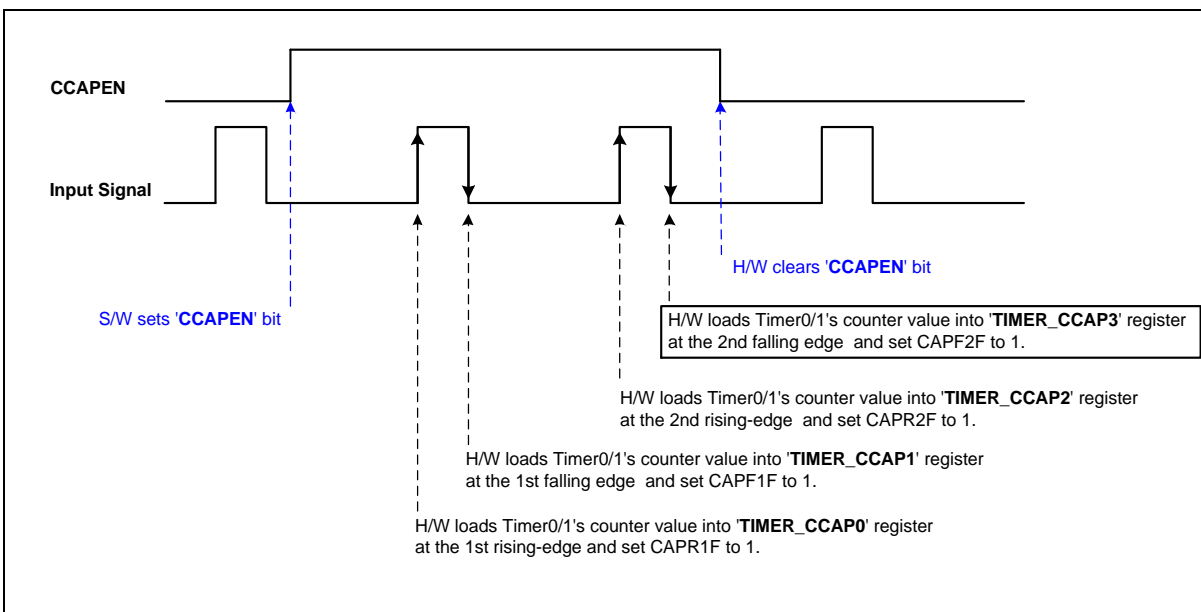 CCAPEN
Input Signal
H/W clears 'CCAPEN' bit
S/W sets 'CCAPEN' bit
H/W loads Timer0/1's counter value into 'TIMER_CCAP3' register
at the 2nd falling edge and set CAPF2F to 1.
H/W loads Timer0/1's counter value into 'TIMER_CCAP2' register
at the 2nd rising-edge and set CAPR2F to 1.
H/W loads Timer0/1's counter value into 'TIMER_CCAP1' register
at the 1st falling edge and set CAPF1F to 1.
H/W loads Timer0/1's counter value into 'TIMER_CCAP0' register
at the 1st rising-edge and set CAPR1F to 1.